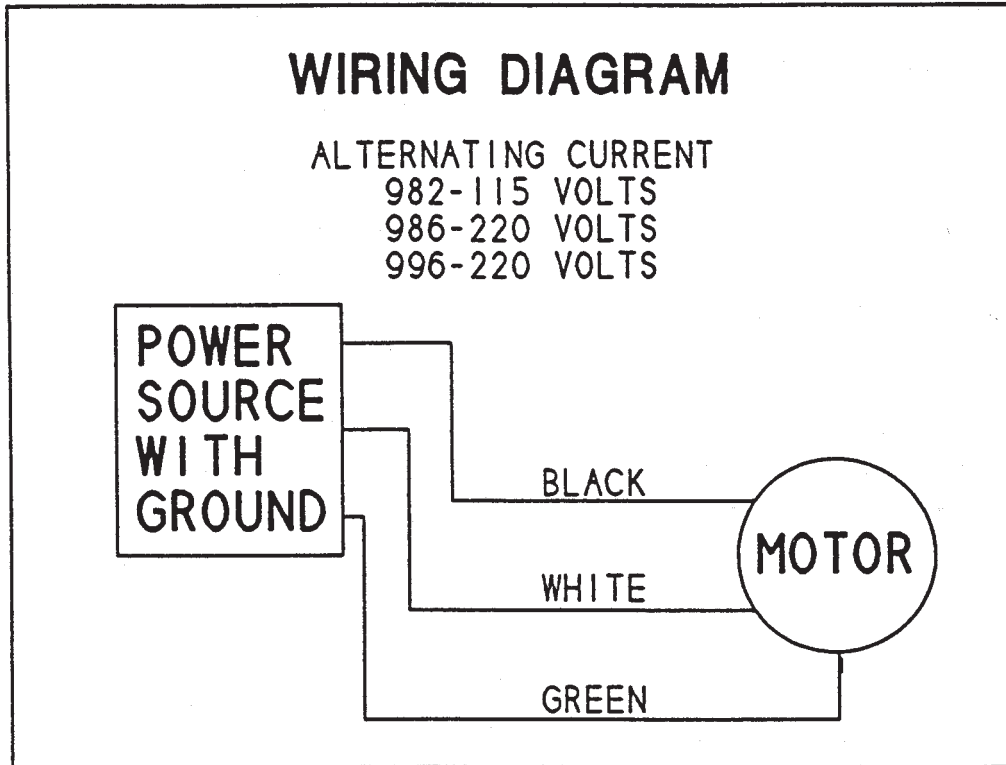 WIRING DIAGRAM
ALTERNATING CURRENT
982-115 VOLTS
986-220 VOLTS
996-220 VOLTS
POWER
SOURCE
WITH
GROUND
BLACK
MOTOR
WHITE
GREEN